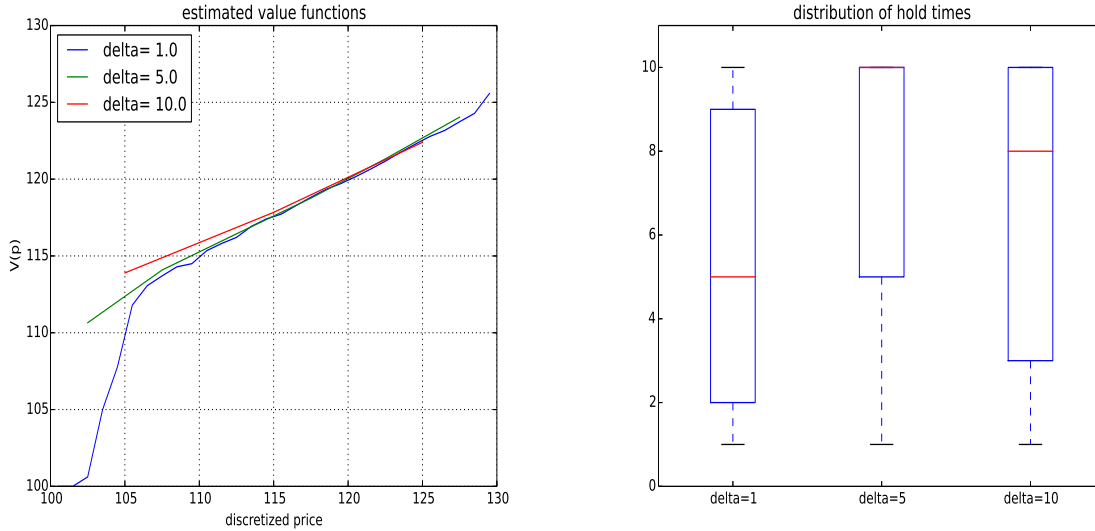 estimated value functions
130
125
120
115
110
105
100
V(p)
delta= 1.0
delta= 5.0
delta= 10.0
100 105 110 115 120 125 130
discretized price
distribution of hold times
10
8
6
4
2
0
delta=1 delta=5 delta=10